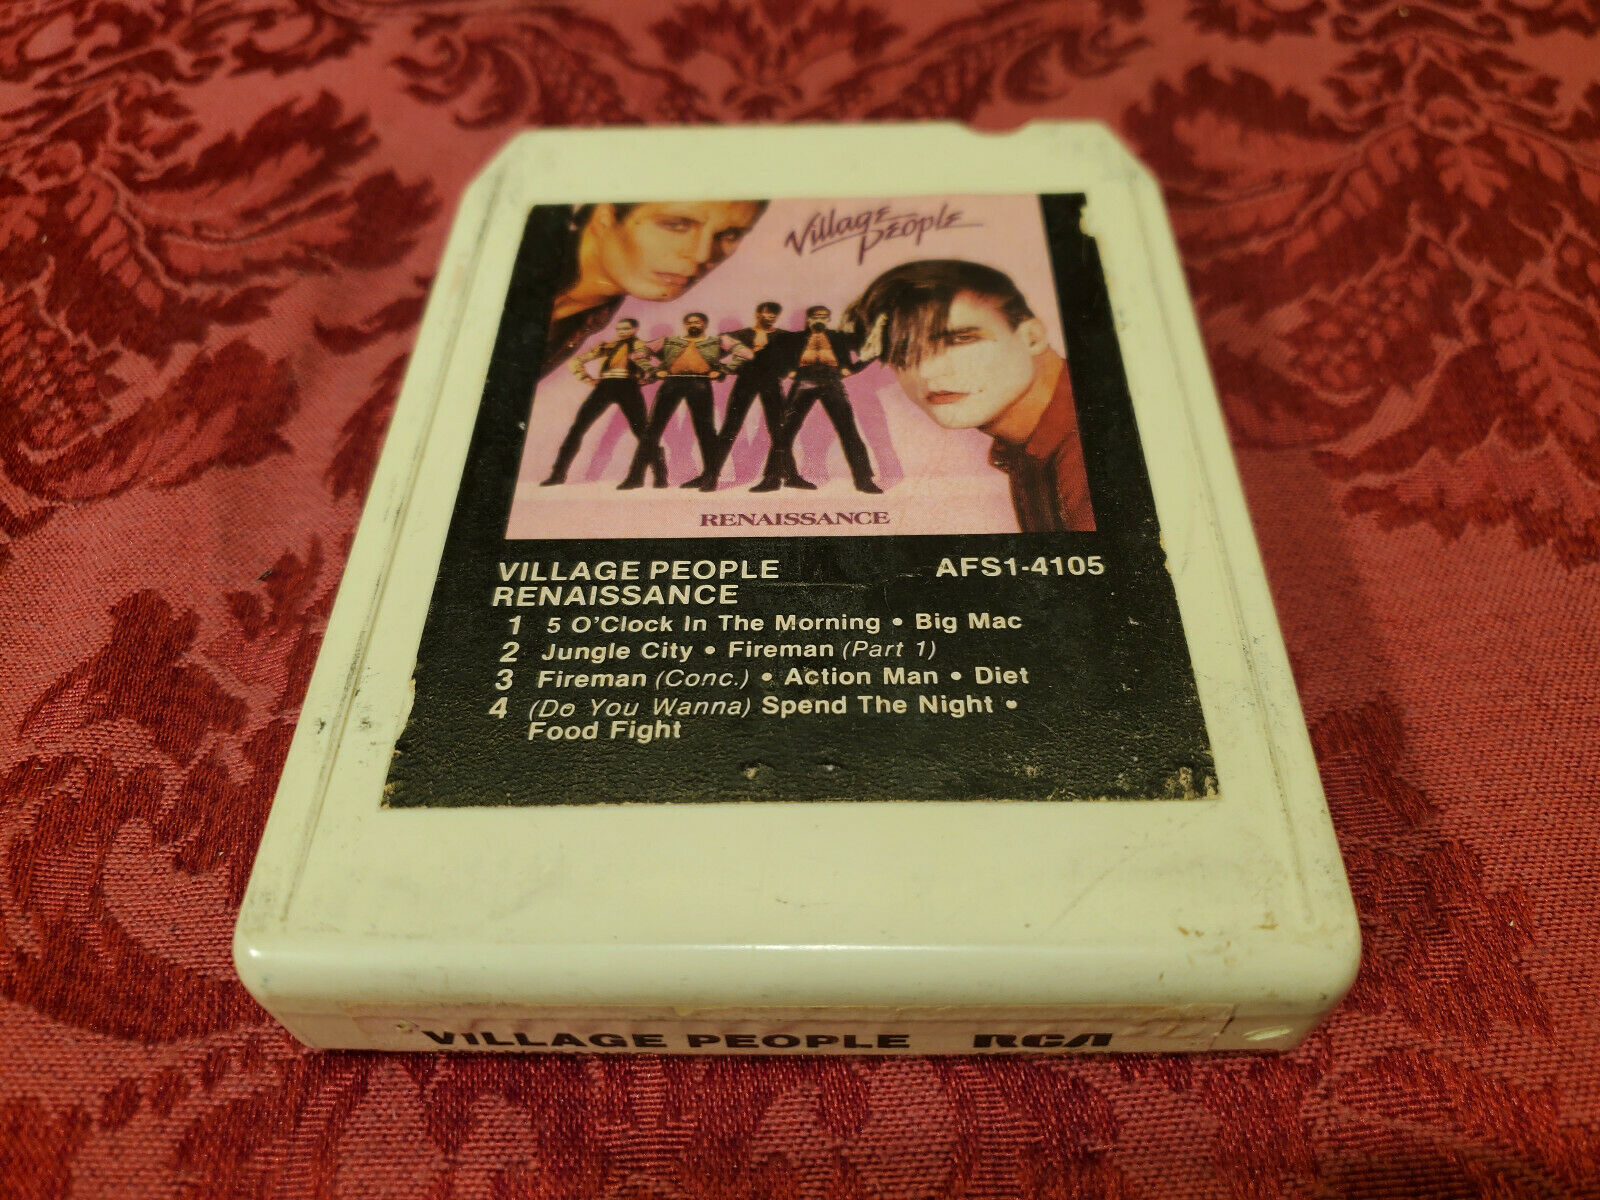 Village People
RENAISSANCE
VILLAGE PEOPLE AFS1-4105
RENAISSANCE
1 5 O'Clock In The Morning • Big Mac
2 Jungle City • Fireman (Part 1)
3 Fireman (Conc.) • Action Man • Diet
4 (Do You Wanna) Spend The Night •
Food Fight
VILLAGE PEOPLE RCA